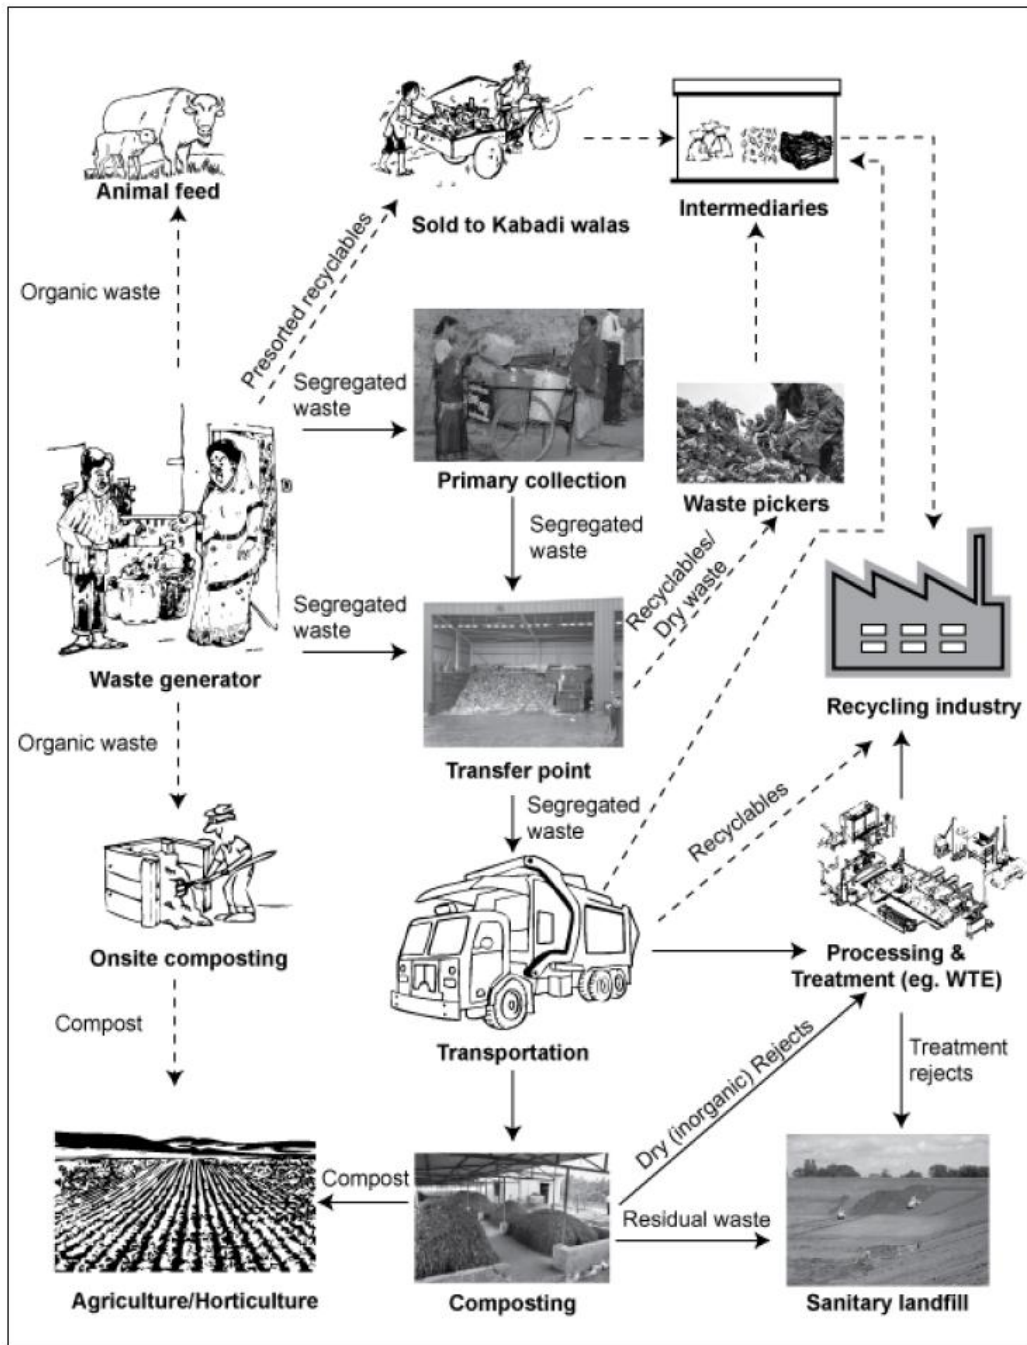 Animal feed
Sold to Kabadi walas
Intermediaries
Organic waste
Presorted recyclables
Segregated
waste
Primary collection
Waste pickers
Segregated
waste
Segregated
waste
Recyclables/
Dry waste
Waste generator
Recycling industry
Organic waste
Transfer point
Segregated
waste
Recyclables
Onsite composting
Processing &
Treatment (eg. WTE)
Compost
Transportation
Dry (inorganic) Rejects
Treatment
rejects
Compost
Residual waste
Agriculture/Horticulture
Composting
Sanitary landfill